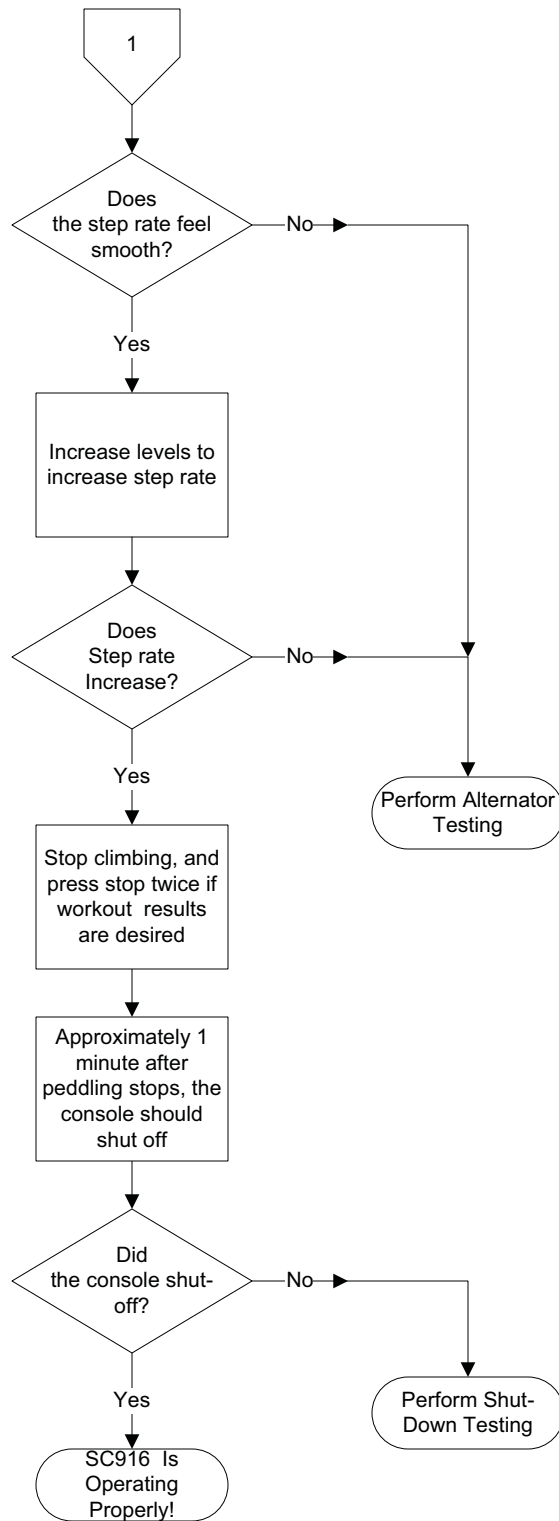 1
Does
the step rate feel
smooth?
No
Yes
Increase levels to
increase step rate
Does
Step rate
Increase?
No
Yes
Perform Alternator
Testing
Stop climbing, and
press stop twice if
workout results
are desired
Approximately 1
minute after
peddling stops, the
console should
shut off
Did
the console shut-
off?
No
Yes
Perform Shut-
Down Testing
SC916 Is
Operating
Properly!